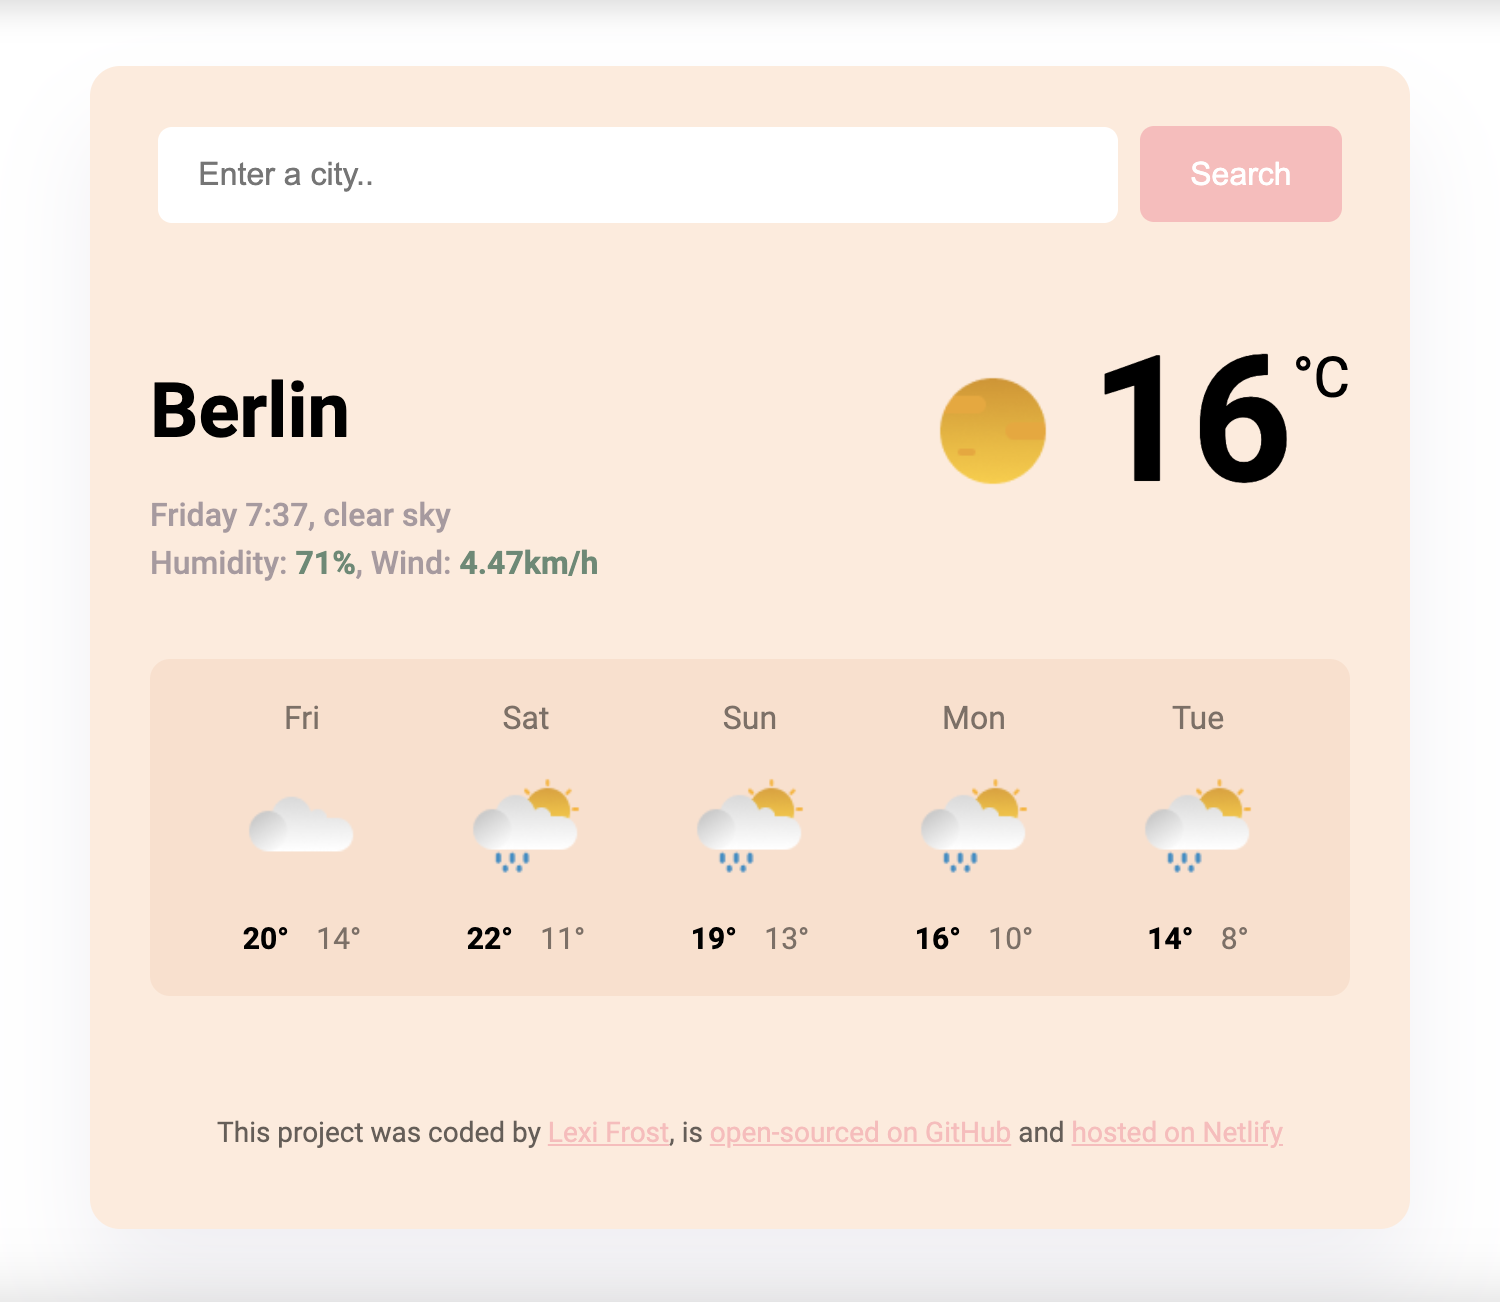 Enter a city..
Search
Berlin
16 °C
Friday 7:37, clear sky
Humidity: 71%, Wind: 4.47km/h
Fri Sat Sun Mon Tue
20° 14° 22° 11° 19° 13° 16° 10° 14° 8°
This project was coded by Lexi Frost, is open-sourced on GitHub and hosted on Netlify